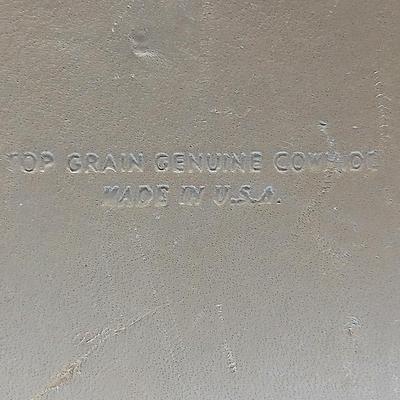 TOP GRAIN GENUINE COWHIDE
MADE IN U.S.A.